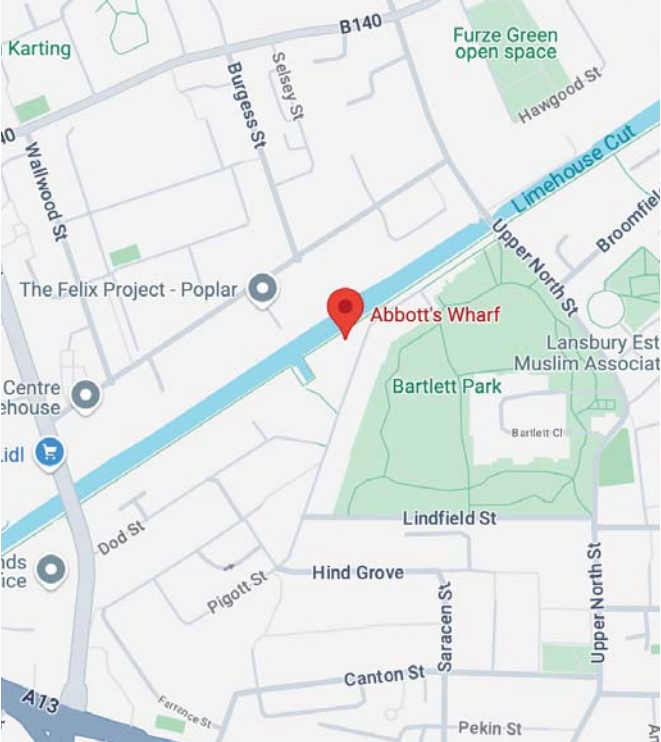 B140
Furze Green
open space
Karting
Selsey St
Burgess St
Hawgood St
40
Wallwood St
Limehouse Cut
Upper North St
Broomfiel
The Felix Project - Poplar
Abbott's Wharf
Lansbury Est
Muslim Associat
Bartlett Park
Centre
ehouse
Bartlett Cl
idl
Lindfield St
Dod St
nds
ice
Hind Grove
Pigott St
Saracen St
Upper North St
Canton St
A13
Farrance St
Pekin St